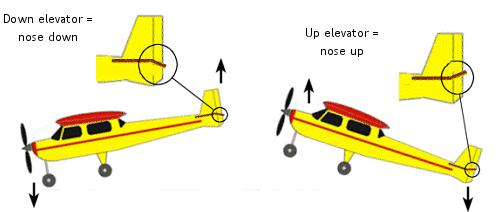 Down elevator =
nose down
Up elevator =
nose up